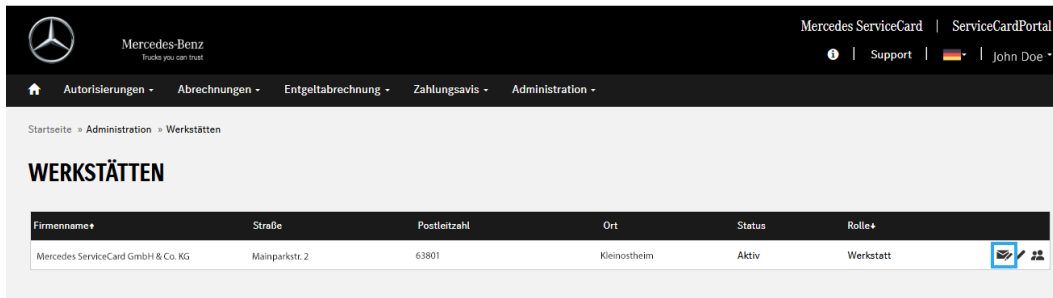 Mercedes ServiceCard | ServiceCardPortal
Mercedes-Benz
Trucks you can trust
Support | | John Doe
Autorisierungen Abrechnungen Entgeltabrechnung Zahlungsavis Administration
Startseite » Administration » Werkstätten
WERKSTÄTTEN
Firmenname Straße Postleitzahl Ort Status Rolle
Mercedes ServiceCard GmbH & Co. KG Mainparkstr. 2 63801 Kleinostheim Aktiv Werkstatt